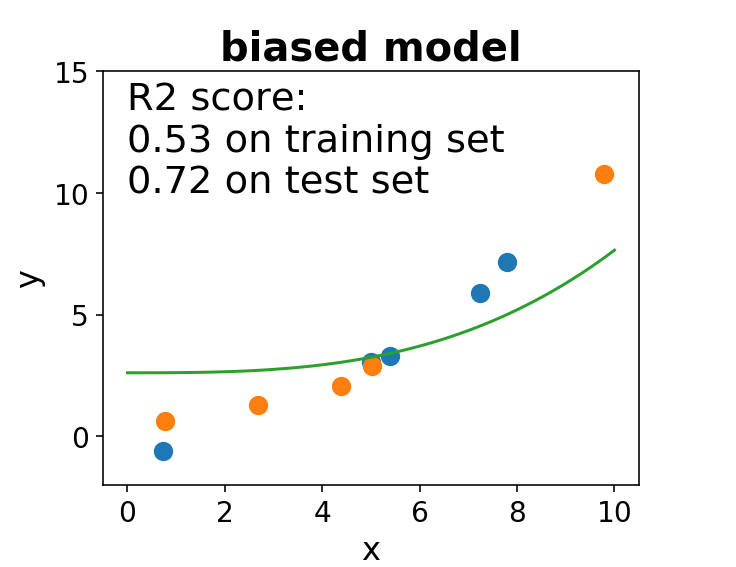 biased model
R2 score:
0.53 on training set
0.72 on test set
15
10
5
0
y
0 2 4 6 8 10
x